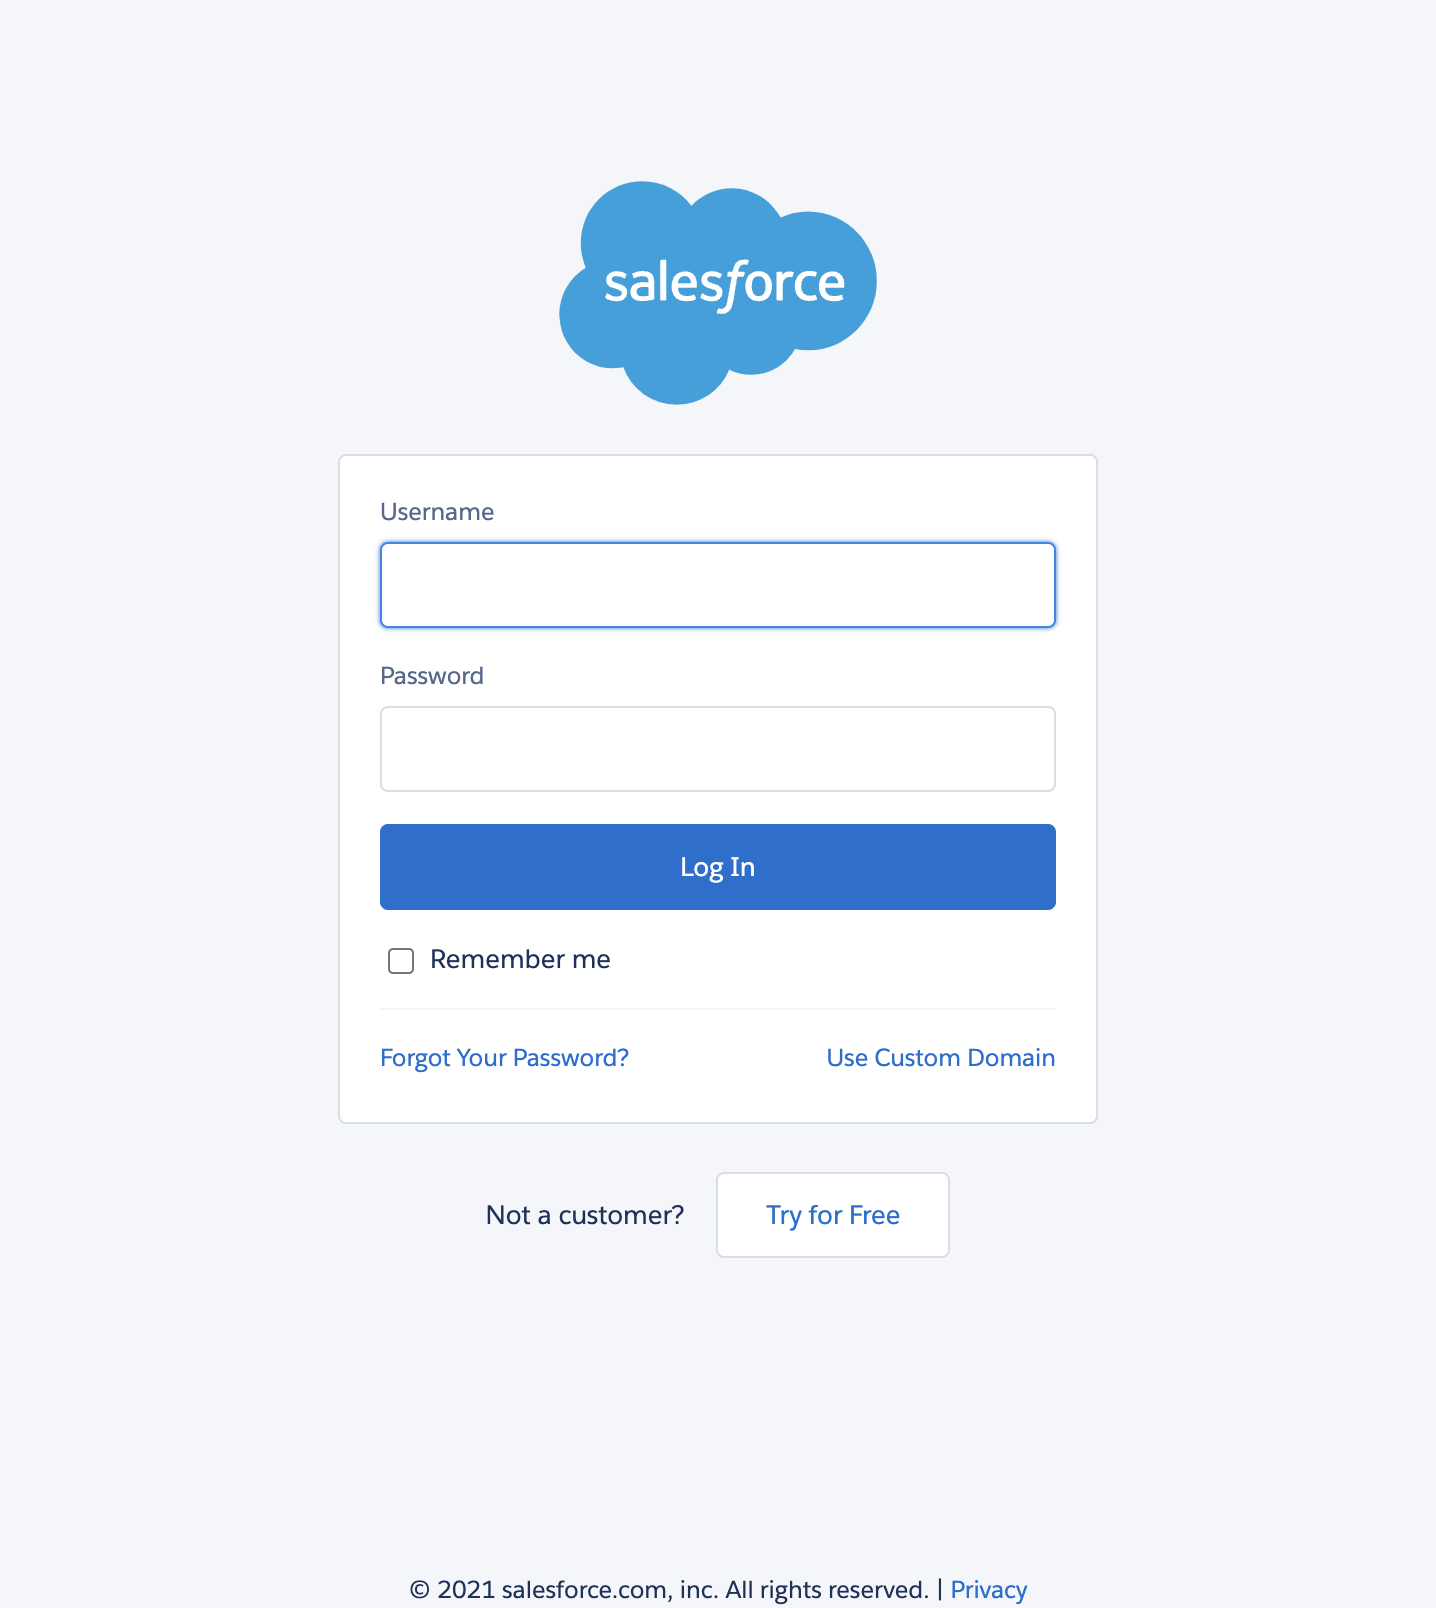 salesforce
Username
Password
Log In
Remember me
Forgot Your Password? Use Custom Domain
Not a customer? Try for Free
© 2021 salesforce.com, inc. All rights reserved. | Privacy